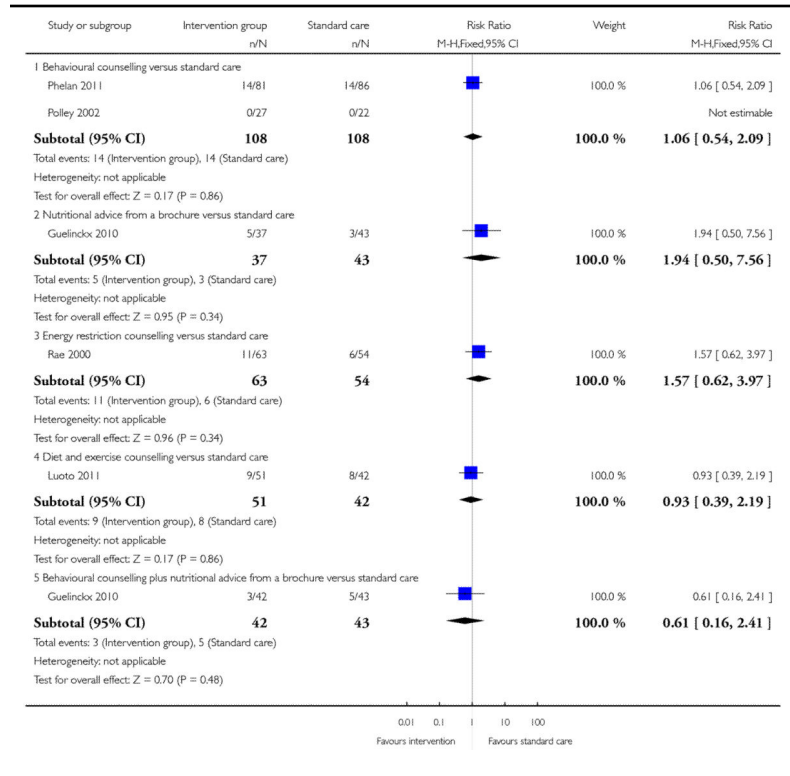 Study or subgroup Intervention group Standard care Risk Ratio Weight Risk Ratio
n/N n/N M-H,Fixed,95% CI M-H,Fixed,95% CI
1 Behavioural counselling versus standard care
Phelan 2011 14/81 14/86 100.0 % 1.06 [ 0.54, 2.09 ]
Polley 2002 0/27 0/22 Not estimable
Subtotal (95% CI) 108 108 100.0 % 1.06 [ 0.54, 2.09 ]
Total events: 14 (Intervention group), 14 (Standard care)
Heterogeneity: not applicable
Test for overall effect: Z = 0.17 (P = 0.86)
2 Nutritional advice from a brochure versus standard care
Guelinckx 2010 5/37 3/43 100.0 % 1.94 [ 0.50, 7.56 ]
Subtotal (95% CI) 37 43 100.0 % 1.94 [ 0.50, 7.56 ]
Total events: 5 (Intervention group), 3 (Standard care)
Heterogeneity: not applicable
Test for overall effect: Z = 0.95 (P = 0.34)
3 Energy restriction counselling versus standard care
Rae 2000 11/63 6/54 100.0 % 1.57 [ 0.62, 3.97 ]
Subtotal (95% CI) 63 54 100.0 % 1.57 [ 0.62, 3.97 ]
Total events: 11 (Intervention group), 6 (Standard care)
Heterogeneity: not applicable
Test for overall effect: Z = 0.96 (P = 0.34)
4 Diet and exercise counselling versus standard care
Luoto 2011 9/51 8/42 100.0 % 0.93 [ 0.39, 2.19 ]
Subtotal (95% CI) 51 42 100.0 % 0.93 [ 0.39, 2.19 ]
Total events: 9 (Intervention group), 8 (Standard care)
Heterogeneity: not applicable
Test for overall effect: Z = 0.17 (P = 0.86)
5 Behavioural counselling plus nutritional advice from a brochure versus standard care
Guelinckx 2010 3/42 5/43 100.0 % 0.61 [ 0.16, 2.41 ]
Subtotal (95% CI) 42 43 100.0 % 0.61 [ 0.16, 2.41 ]
Total events: 3 (Intervention group), 5 (Standard care)
Heterogeneity: not applicable
Test for overall effect: Z = 0.70 (P = 0.48)
0.01 0.1 1 10 100
Favours intervention Favours standard care